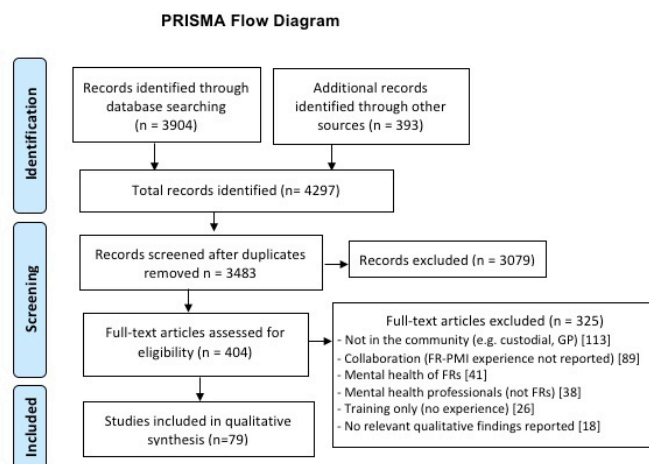 PRISMA Flow Diagram
Identification
Records identified through
database searching
(n = 3904)
Additional records
identified through other
sources (n = 393)
Total records identified (n= 4297)
Screening
Records screened after duplicates
removed n = 3483
Records excluded (n = 3079)
Full-text articles assessed for
eligibility (n = 404)
Full-text articles excluded (n = 325)
- Not in the community (e.g. custodial, GP) [113]
- Collaboration (FR-PMI experience not reported) [89]
- Mental health of FRs [41]
- Mental health professionals (not FRs) [38]
- Training only (no experience) [26]
- No relevant qualitative findings reported [18]
Included
Studies included in qualitative
synthesis (n=79)